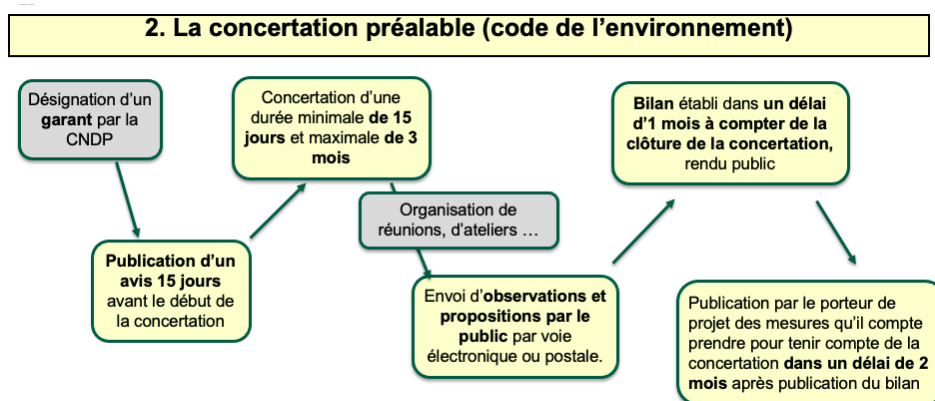 2. La concertation préalable (code de l’environnement)
Désignation d’un
garant par la
CNDP
Publication d’un
avis 15 jours
avant le début de
la concertation
Concertation d’une
durée minimale de 15
jours et maximale de 3
mois
Organisation de
réunions, d’ateliers …
Envoi d’observations et
propositions par le
public par voie
électronique ou postale.
Bilan établi dans un délai
d’1 mois à compter de la
clôture de la concertation,
rendu public
Publication par le porteur de
projet des mesures qu’il compte
prendre pour tenir compte de la
concertation dans un délai de 2
mois après publication du bilan